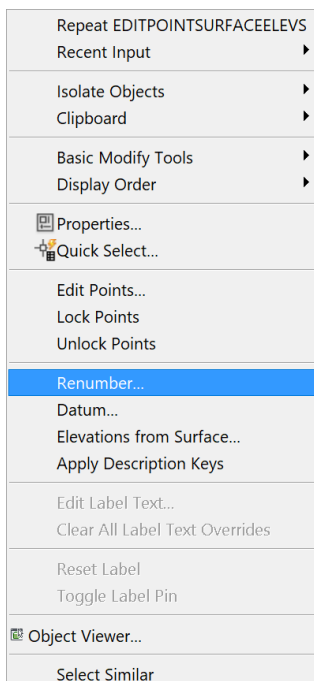 Repeat EDITPOINTSURFACEELEVS
Recent Input
Isolate Objects
Clipboard
Basic Modify Tools
Display Order
Properties...
Quick Select...
Edit Points...
Lock Points
Unlock Points
Renumber...
Datum...
Elevations from Surface...
Apply Description Keys
Edit Label Text...
Clear All Label Text Overrides
Reset Label
Toggle Label Pin
Object Viewer...
Select Similar